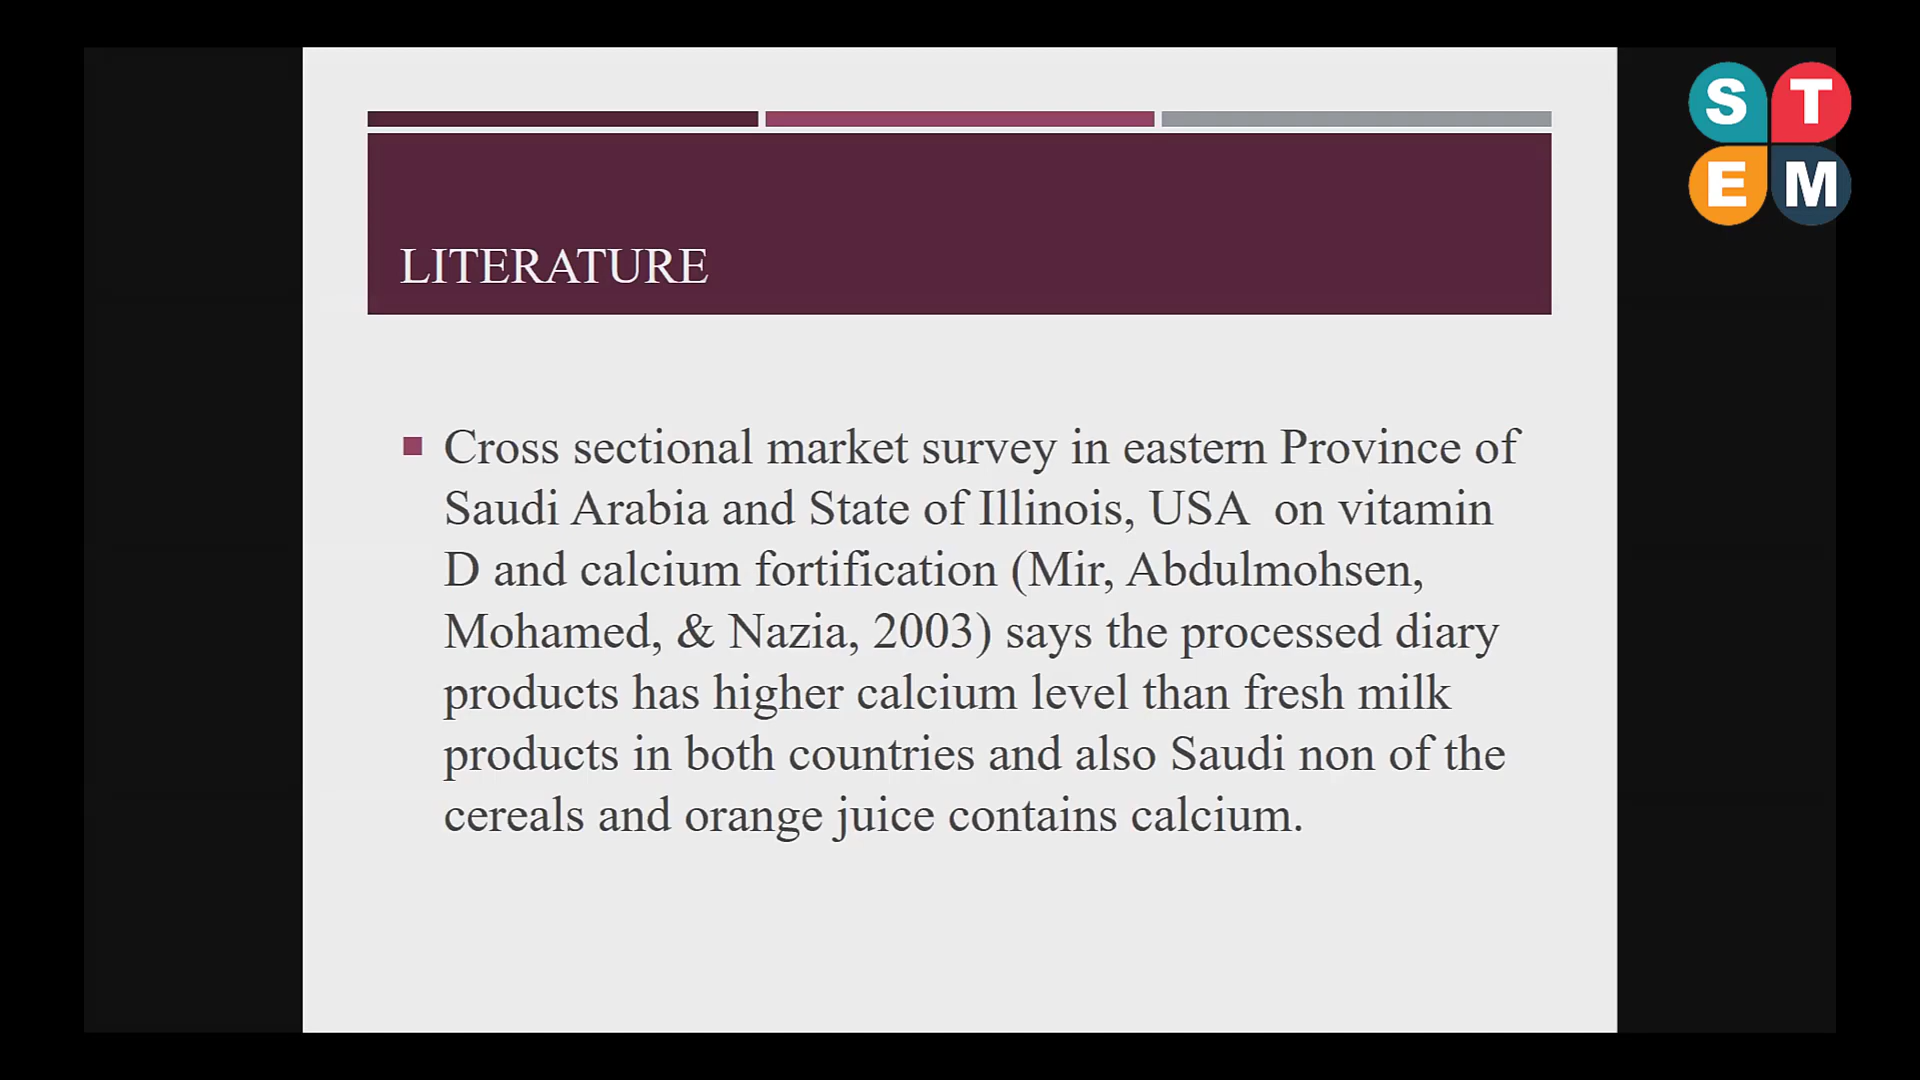 S T
E M
LITERATURE
Cross sectional market survey in eastern Province of
Saudi Arabia and State of Illinois, USA on vitamin
D and calcium fortification (Mir, Abdulmohsen,
Mohamed, & Nazia, 2003) says the processed diary
products has higher calcium level than fresh milk
products in both countries and also Saudi non of the
cereals and orange juice contains calcium.